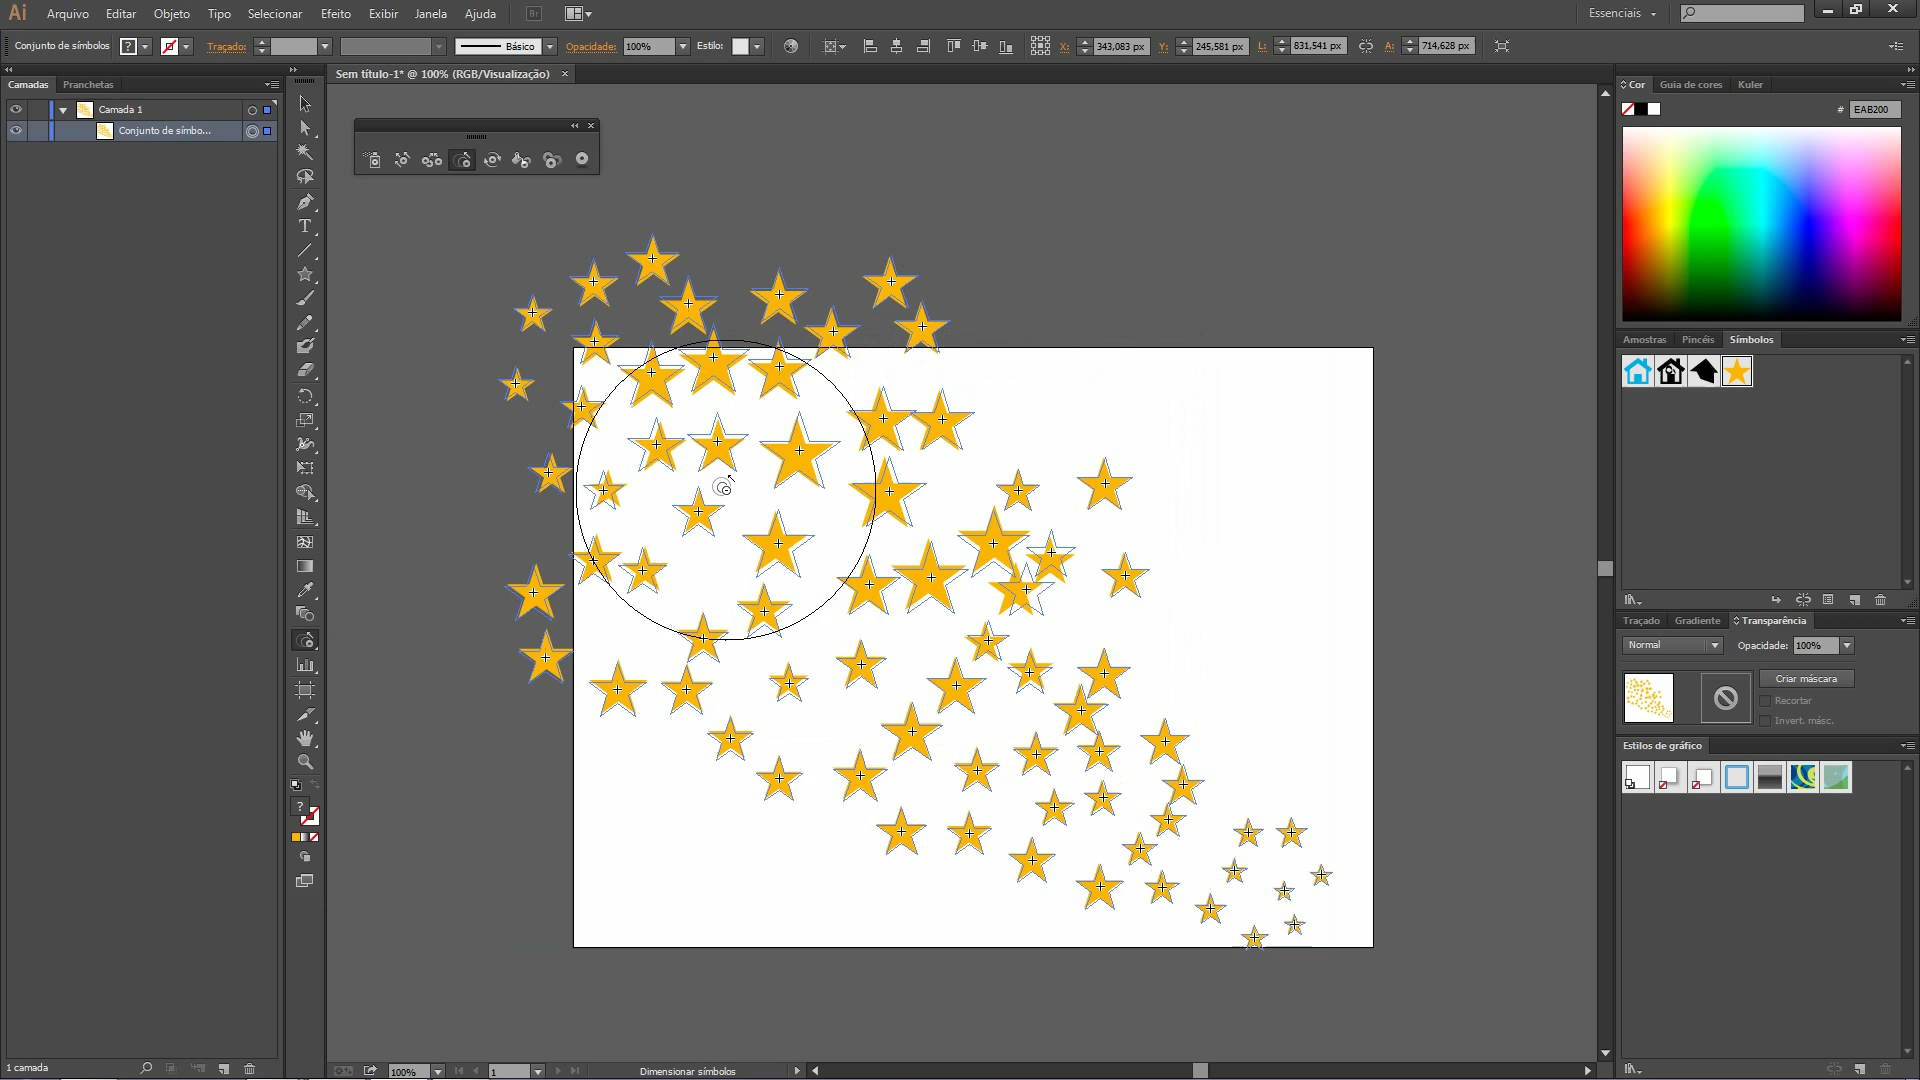 Ai Arquivo Editar Objeto Tipo Selecionar Efeito Exibir Janela Ajuda Br Essenciais
Conjunto de símbolos ? Traçado: Básico Opacidade: 100% Estilo: X: 343,083 px Y: 245,581 px L: 831,541 px A: 714,628 px
Camadas Pranchetas
Sem título-1* @ 100% (RGB/Visualização)
Camada 1
Conjunto de símbo...
Cor Guia de cores Kuler
# EAB200
Amostras Pincéis Símbolos
Traçado Gradiente Transparência
Normal Opacidade: 100%
Criar máscara
Recortar
Invert. másc.
Estilos de gráfico
T
?
1 camada
100% 1 Dimensionar símbolos